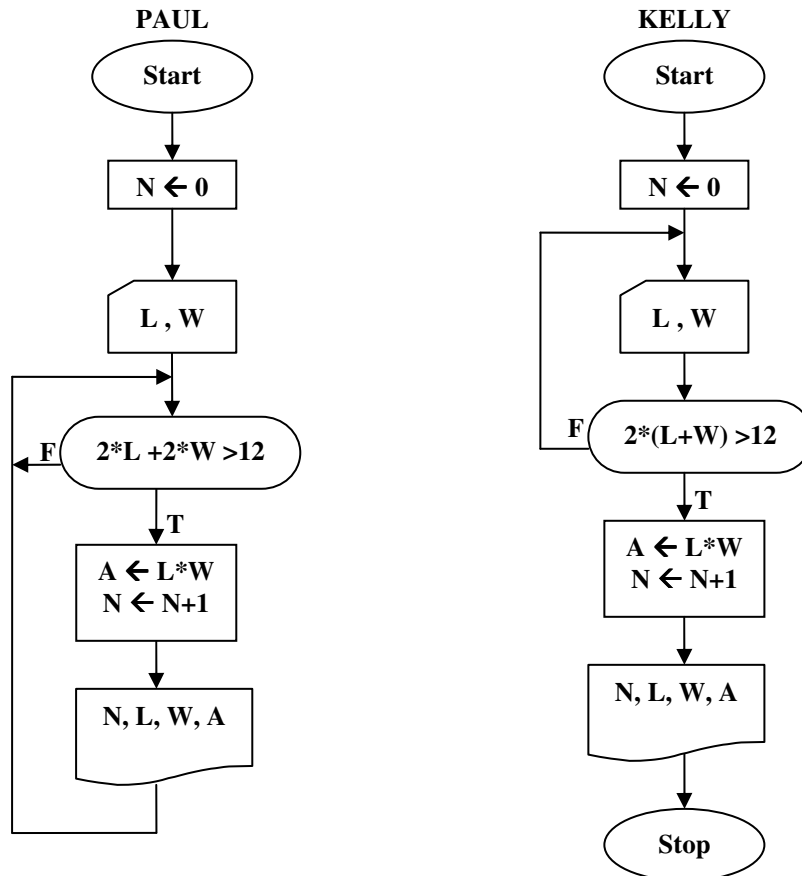 PAUL
Start
N ← 0
L , W
F
2*L +2*W >12
T
A ← L*W
N ← N+1
N, L, W, A
KELLY
Start
N ← 0
L, W
F
2*(L+W) >12
T
A ← L*W
N ← N+1
N, L, W, A
Stop